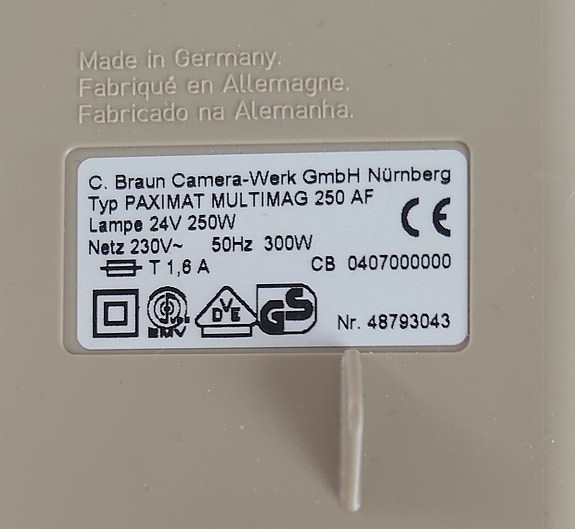 Made in Germany.
Fabriqué en Allemagne.
Fabricado na Alemanha.
C. Braun Camera-Werk GmbH Nürnberg
Typ PAXIMAT MULTIMAG 250 AF
Lampe 24V 250W
CE
Netz 230V~ 50Hz 300W
T 1,6 A CB 0407000000
VDE EMV DVE GS
Nr. 48793043